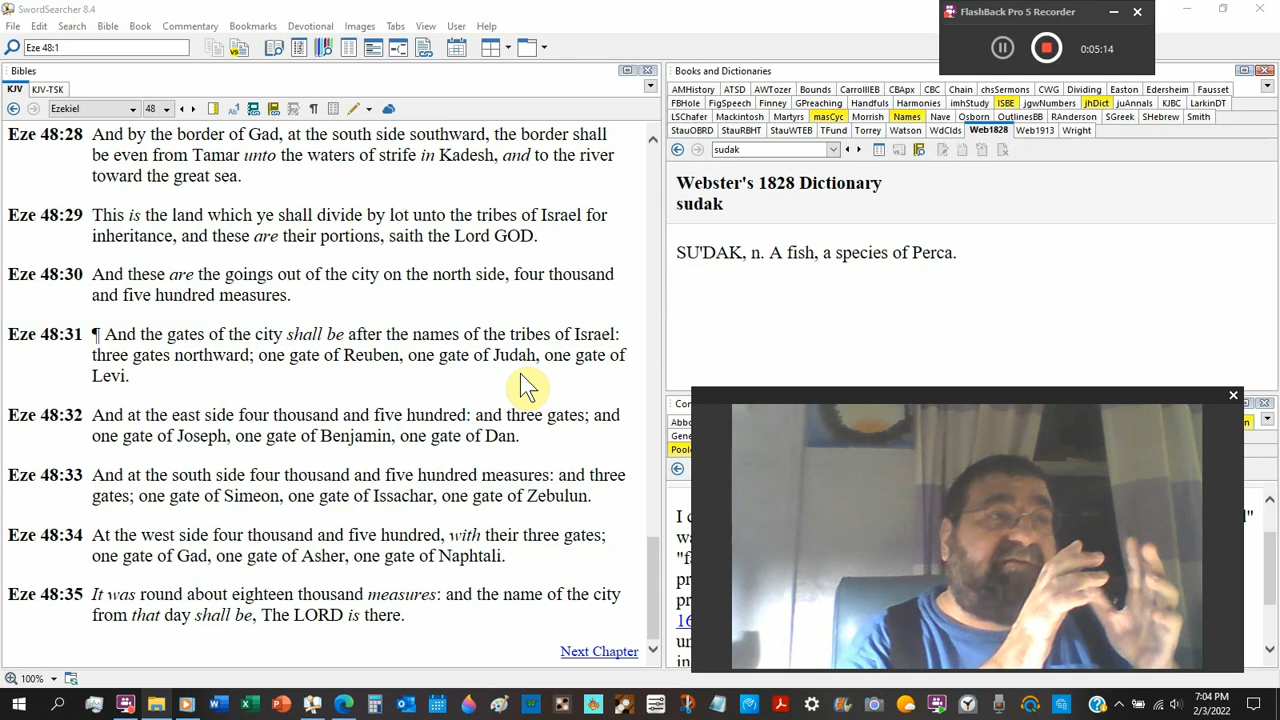 SwordSearcher 8.4
File Edit Bible Book Commentary Bookmarks Devotional Images Tabs View User Help
Eze 48:1
Bibles
KJV KJV-TSK
Ezekiel 48
Eze 48:28 And by the border of Gad, at the south side southward, the border shall
be even from Tamar unto the waters of strife in Kadesh, and to the river
toward the great sea.
Eze 48:29 This is the land which ye shall divide by lot unto the tribes of Israel for
inheritance, and these are their portions, saith the Lord GOD.
Eze 48:30 And these are the goings out of the city on the north side, four thousand
and five hundred measures.
Eze 48:31 ¶ And the gates of the city shall be after the names of the tribes of Israel:
three gates northward; one gate of Reuben, one gate of Judah, one gate of
Levi.
Eze 48:32 And at the east side four thousand and five hundred: and three gates; and
one gate of Joseph, one gate of Benjamin, one gate of Dan.
Eze 48:33 And at the south side four thousand and five hundred measures: and three
gates; one gate of Simeon, one gate of Issachar, one gate of Zebulun.
Eze 48:34 At the west side four thousand and five hundred, with their three gates;
one gate of Gad, one gate of Asher, one gate of Naphtali.
Eze 48:35 It was round about eighteen thousand measures: and the name of the city
from that day shall be, The LORD is there.
Next Chapter
100%
FlashBack Pro 5 Recorder
0:05:14
Books and Dictionaries
AMHistory ATSD AWTozer Bounds CarrollIEB CBApx CBC Chain chsSermons CWG Dividing Easton Edersheim Fausset
FBHole FigSpeech Finney GPreaching Handfuls Harmonies imhStudy ISBE jgwNumbers jhDict juAnnals KJBC LarkinDT
LSChafer Mackintosh Martyrs masCyc Morrish Names Nave Osborn OutlinesBB RAnderson SGreek SHebrew Smith
StauOBRD StauRBHT StauWTEB TFund Torrey Watson WdClds Web1828 Web1913 Wright
sudak
Webster's 1828 Dictionary
sudak
SU'DAK, n. A fish, a species of Perca.
7:04 PM
2/3/2022